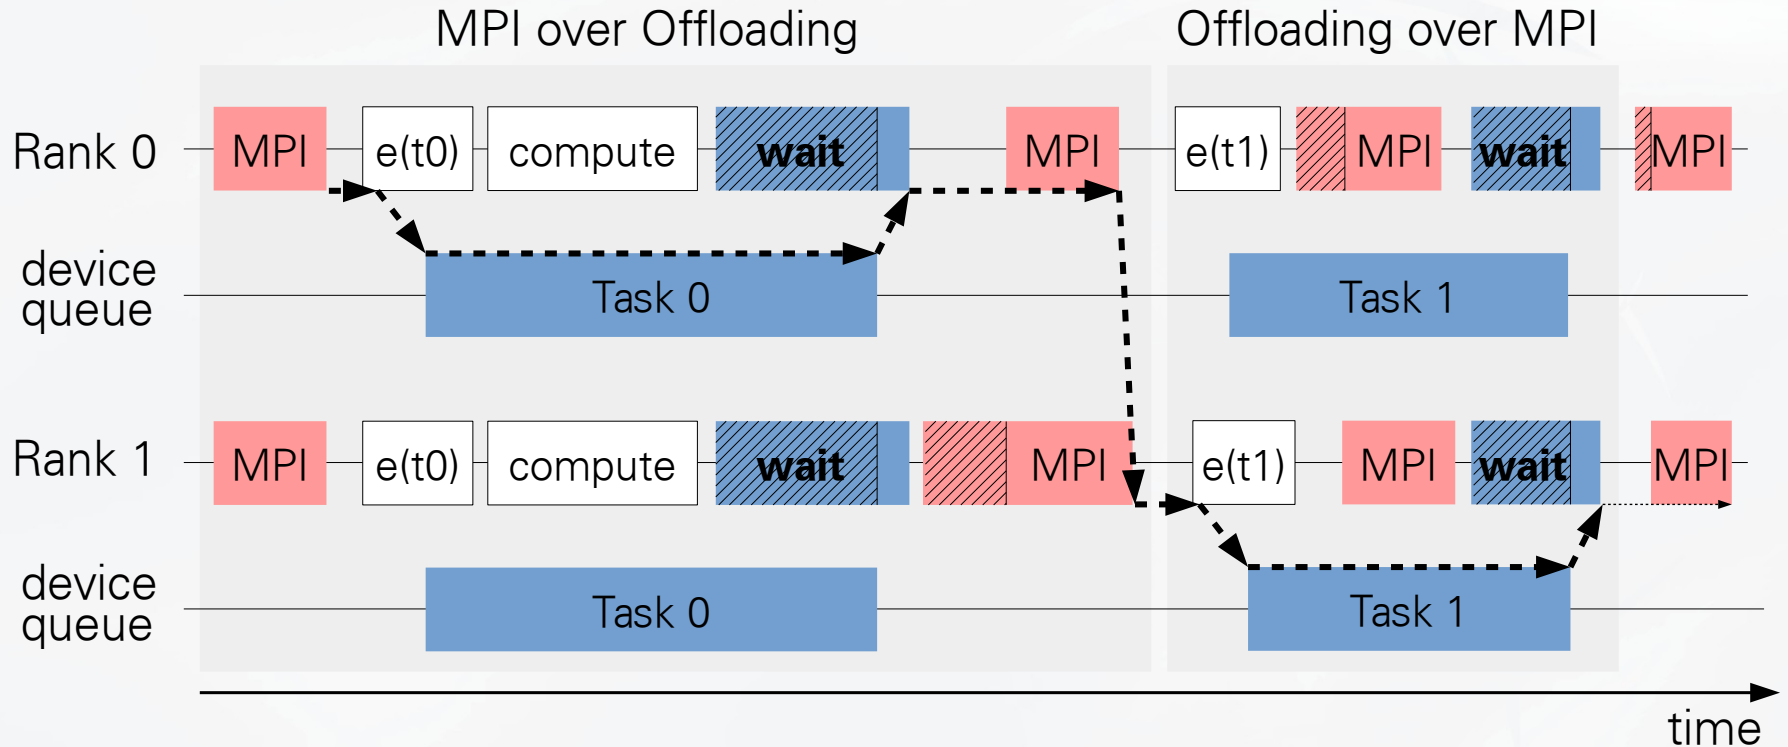 MPI over Offloading
Offloading over MPI
Rank 0
MPI
e(t0)
compute
wait
MPI
e(t1)
MPI
wait
MPI
device
queue
Task 0
Task 1
Rank 1
MPI
e(t0)
compute
wait
MPI
e(t1)
MPI
wait
MPI
device
queue
Task 0
Task 1
time